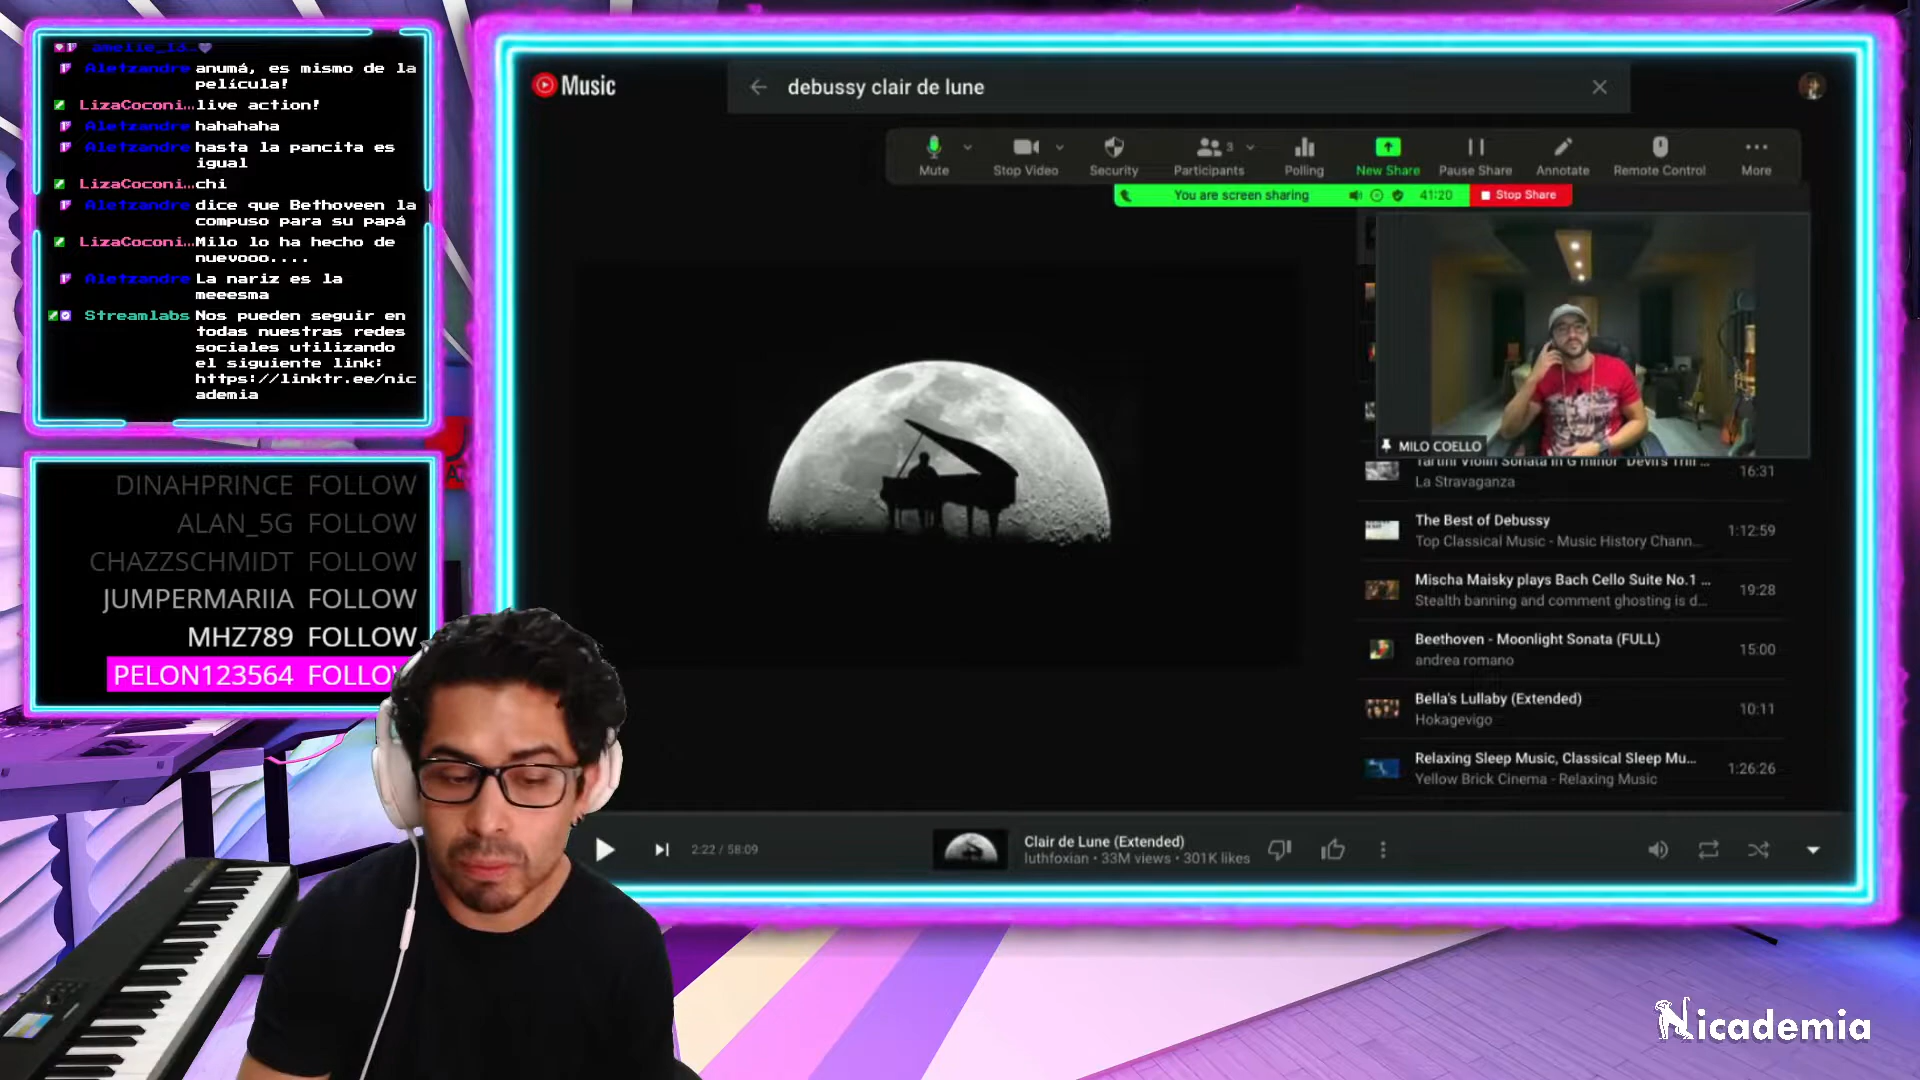 amelie_13...
Aletzandre anumá, es mismo de la
película!
LizaCoconi...live action!
Aletzandre hahahaha
Aletzandre hasta la pancita es
igual
LizaCoconi...chi
Aletzandre dice que Bethoveen la
compuso para su papá
LizaCoconi...Milo lo ha hecho de
nuevooo....
Aletzandre La nariz es la
meeesma
Streamlabs Nos pueden seguir en
todas nuestras redes
sociales utilizando
el siguiente link:
https://linktr.ee/nic
ademia
DINAHPRINCE FOLLOW
ALAN_5G FOLLOW
CHAZZSCHMIDT FOLLOW
JUMPERMARIIA FOLLOW
MHZ789 FOLLOW
PELON123564 FOLLOW
Music
debussy clair de lune
Mute
Stop Video
Security
3
Participants
Polling
New Share
Pause Share
Annotate
Remote Control
More
You are screen sharing
41:20
Stop Share
MILO COELLO
Tartini Violin Sonata in G minor "Devil's Trill ...
La Stravaganza
16:31
The Best of Debussy
Top Classical Music - Music History Chann...
1:12:59
Mischa Maisky plays Bach Cello Suite No.1 ...
Stealth banning and comment ghosting is d...
19:28
Beethoven - Moonlight Sonata (FULL)
andrea romano
15:00
Bella's Lullaby (Extended)
Hokagevigo
10:11
Relaxing Sleep Music, Classical Sleep Mu...
Yellow Brick Cinema - Relaxing Music
1:26:26
2:22 / 58:09
Clair de Lune (Extended)
luthfoxian • 33M views • 301K likes
Nicademia